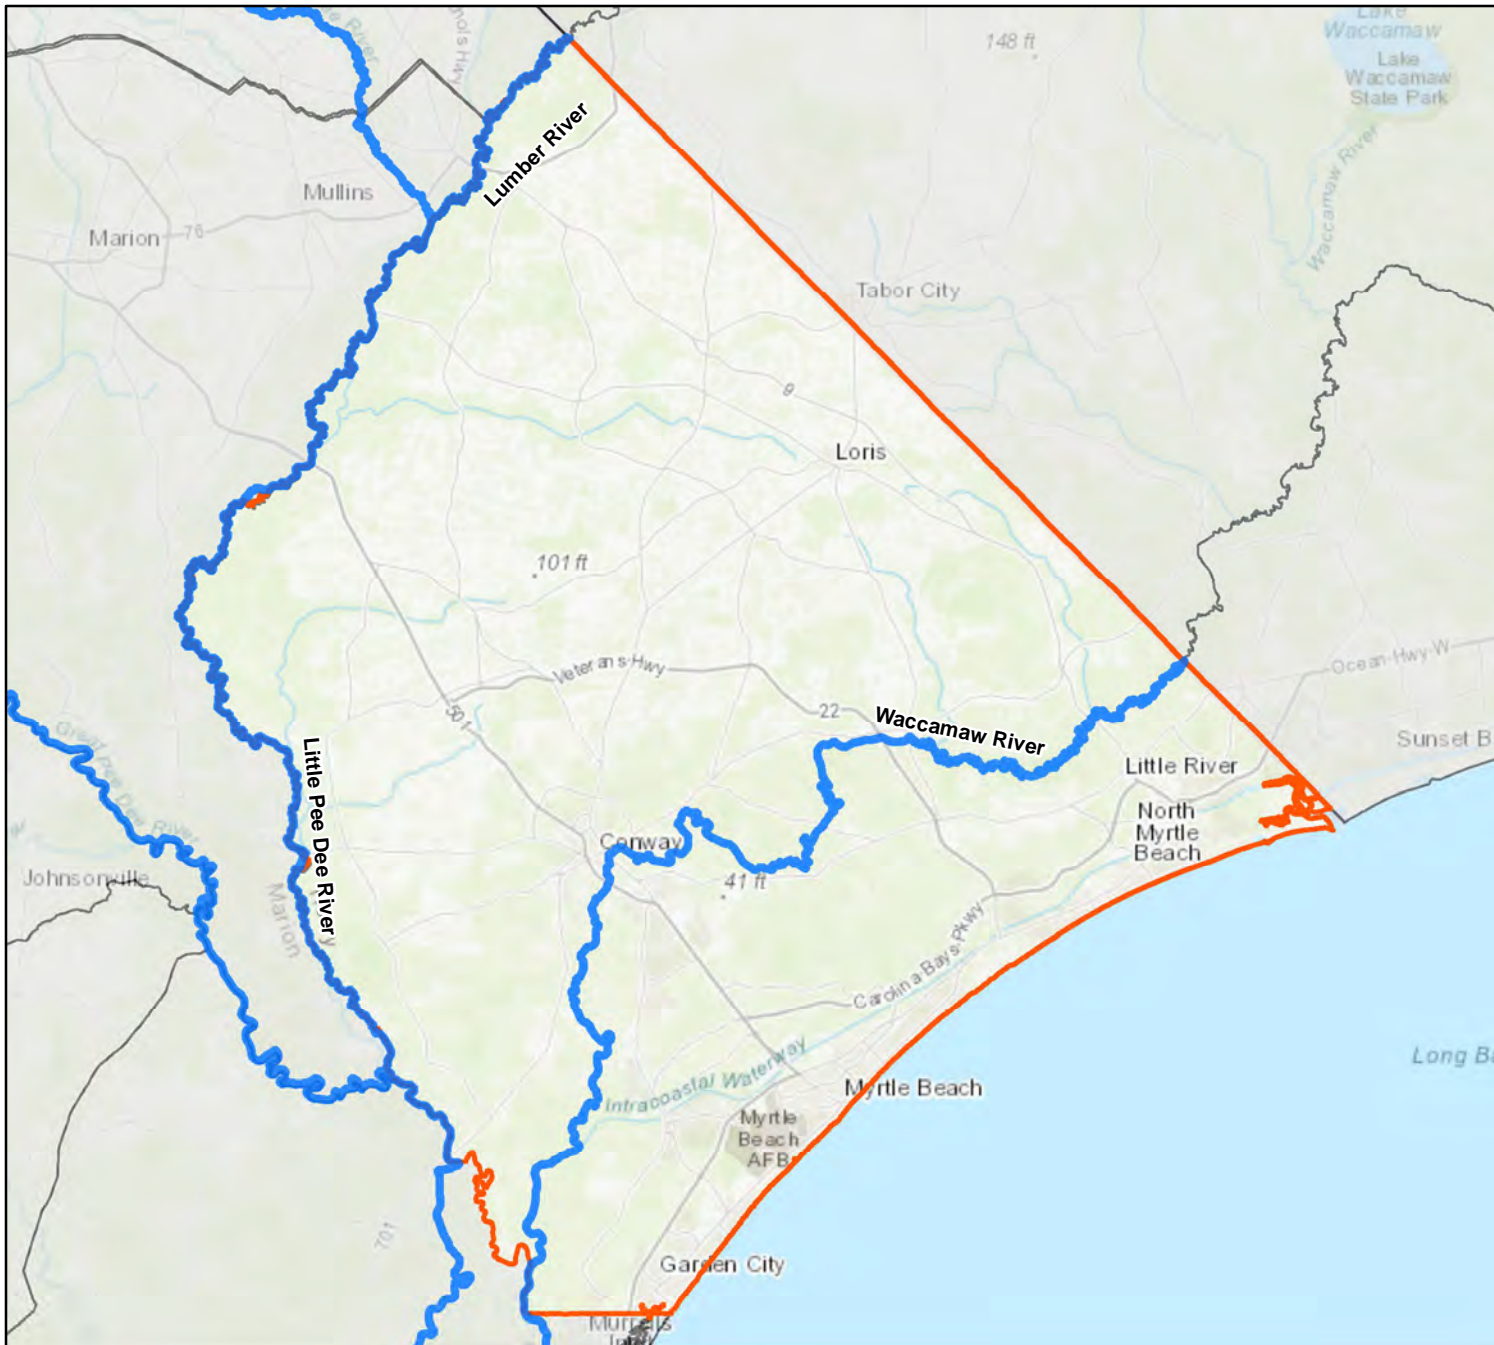 Lake
Waccamaw
148 ft
Lake
Waccamaw
State Park
River
Lumber River
Waccamaw River
Mullins
Marion
76
Tabor City
9
Loris
101 ft
Veterans Hwy
Ocean Hwy W
501
22
Waccamaw River
Great Pee Dee River
Little Pee Dee River
Little River
Sunset B
North
Myrtle
Beach
Conway
Johnsonville
41 ft
Marion
Carolina Bays Pkwy
Intracoastal Waterway
Long Ba
Myrtle Beach
Myrtle
Beach
AFB
701
Garden City
Murrells